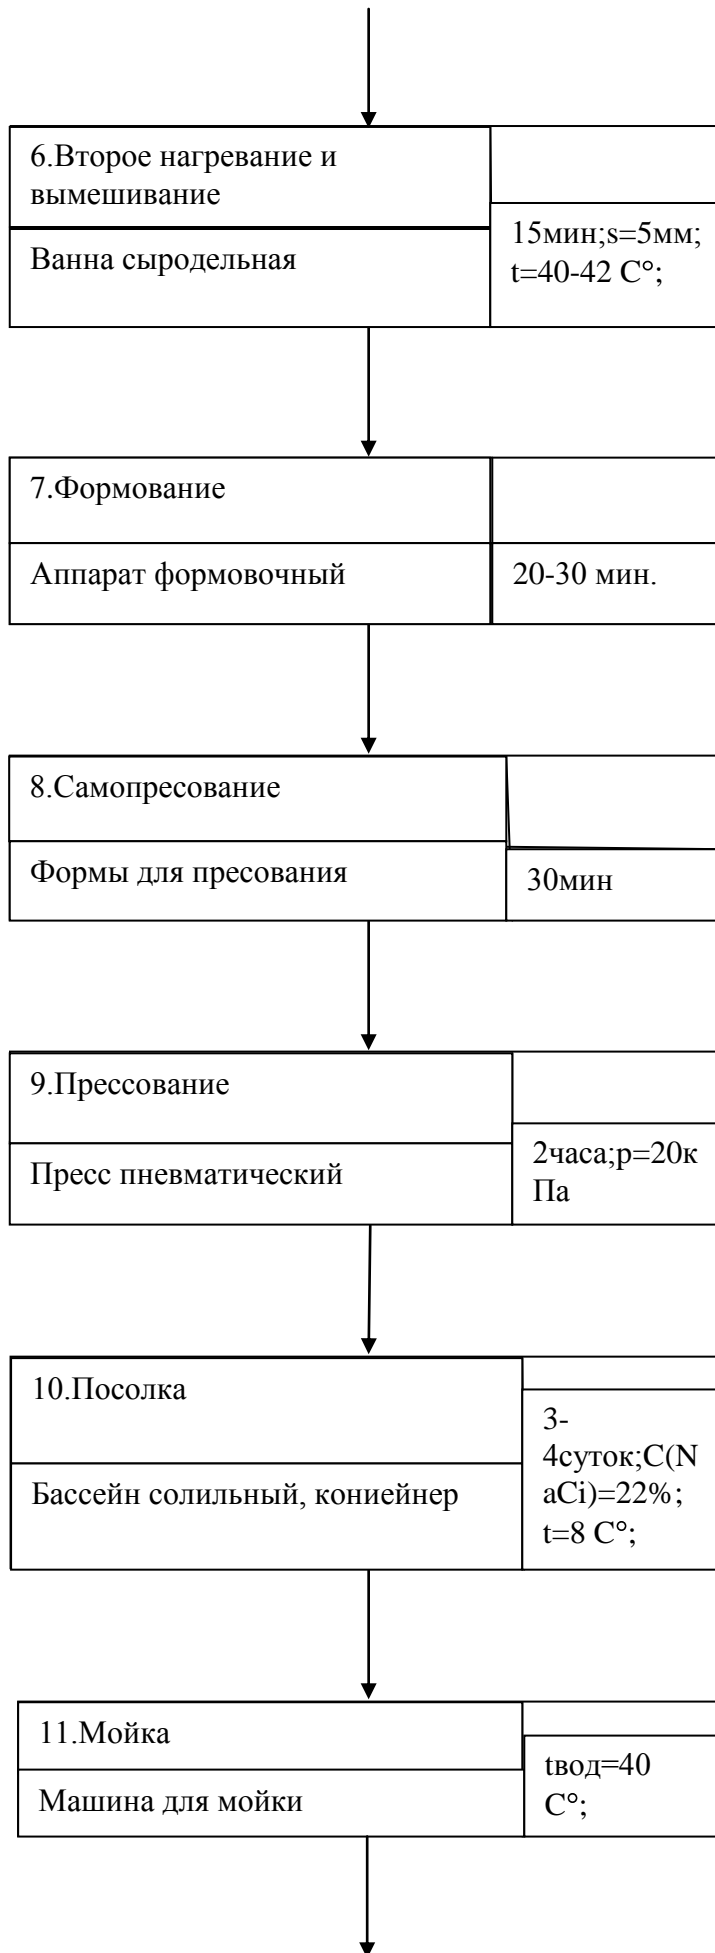 6.Второе нагревание и
вымешивание
15мин;s=5мм;
t=40-42 C°;
Ванна сыродельная
7.Формование
Аппарат формовочный
20-30 мин.
8.Самопресование
Формы для пресования
30мин
9.Прессование
Пресс пневматический
2часа;p=20к
Па
10.Посолка
Бассейн солильный, кониейнер
3-
4суток;C(N
aCi)=22%;
t=8 C°;
11.Мойка
Машина для мойки
tвод=40
C°;